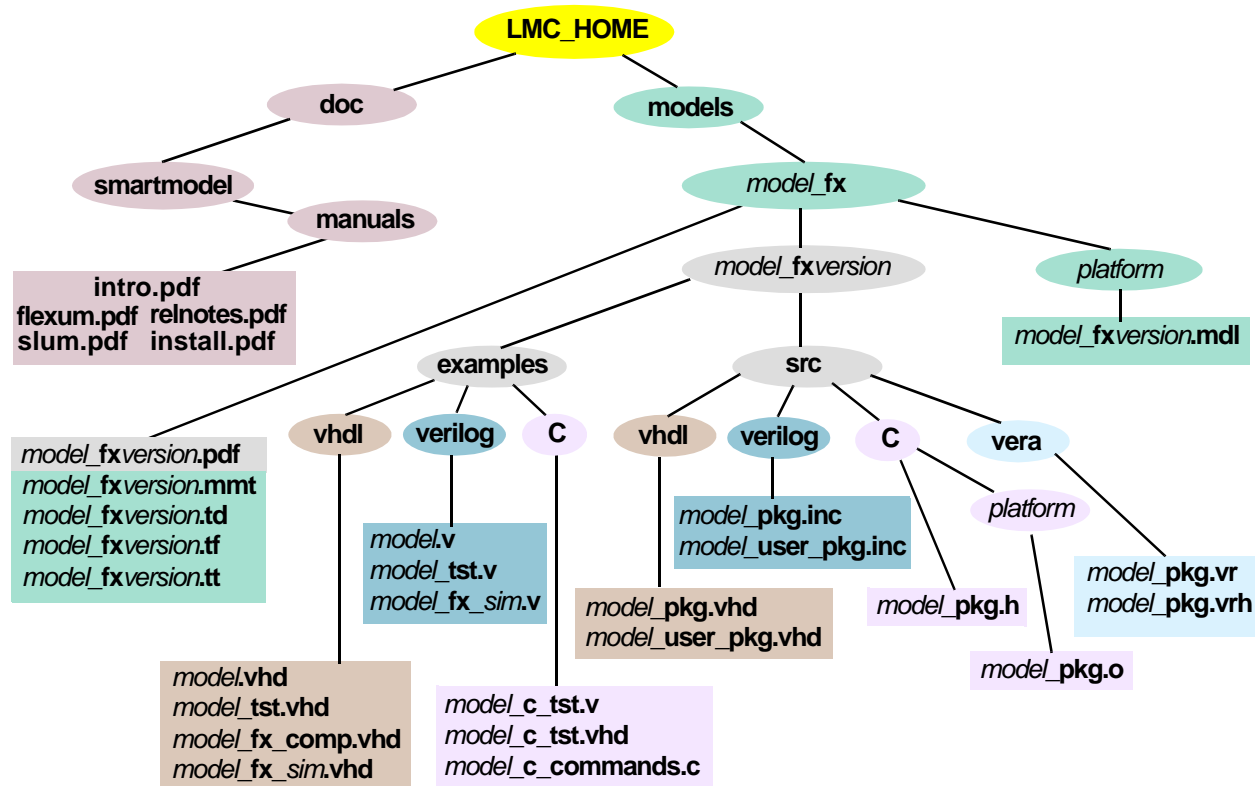 LMC_HOME
doc
models
smartmodel
model_fx
manuals
intro.pdf
flexum.pdf relnotes.pdf
slum.pdf install.pdf
model_fxversion
platform
model_fxversion.mdl
examples
src
vhdl
verilog
C
vhdl
verilog
C
vera
model_fxversion.pdf
model_fxversion.mmt
model_fxversion.td
model_fxversion.tf
model_fxversion.tt
model.v
model_tst.v
model_fx_sim.v
model_pkg.inc
model_user_pkg.inc
platform
model_pkg.vhd
model_user_pkg.vhd
model_pkg.h
model_pkg.vr
model_pkg.vrh
model_pkg.o
model.vhd
model_tst.vhd
model_fx_comp.vhd
model_fx_sim.vhd
model_c_tst.v
model_c_tst.vhd
model_c_commands.c